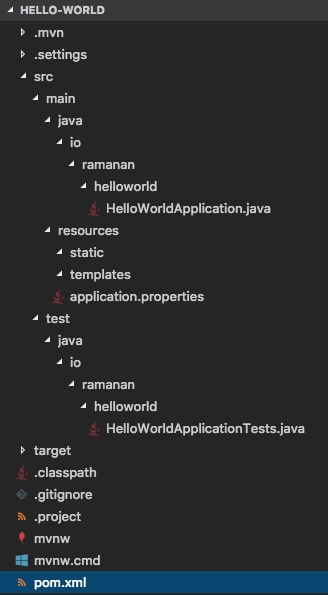 HELLO-WORLD
.mvn
.settings
src
main
java
io
ramanan
helloworld
HelloWorldApplication.java
resources
static
templates
application.properties
test
java
io
ramanan
helloworld
HelloWorldApplicationTests.java
target
.classpath
.gitignore
.project
mvnw
mvnw.cmd
pom.xml